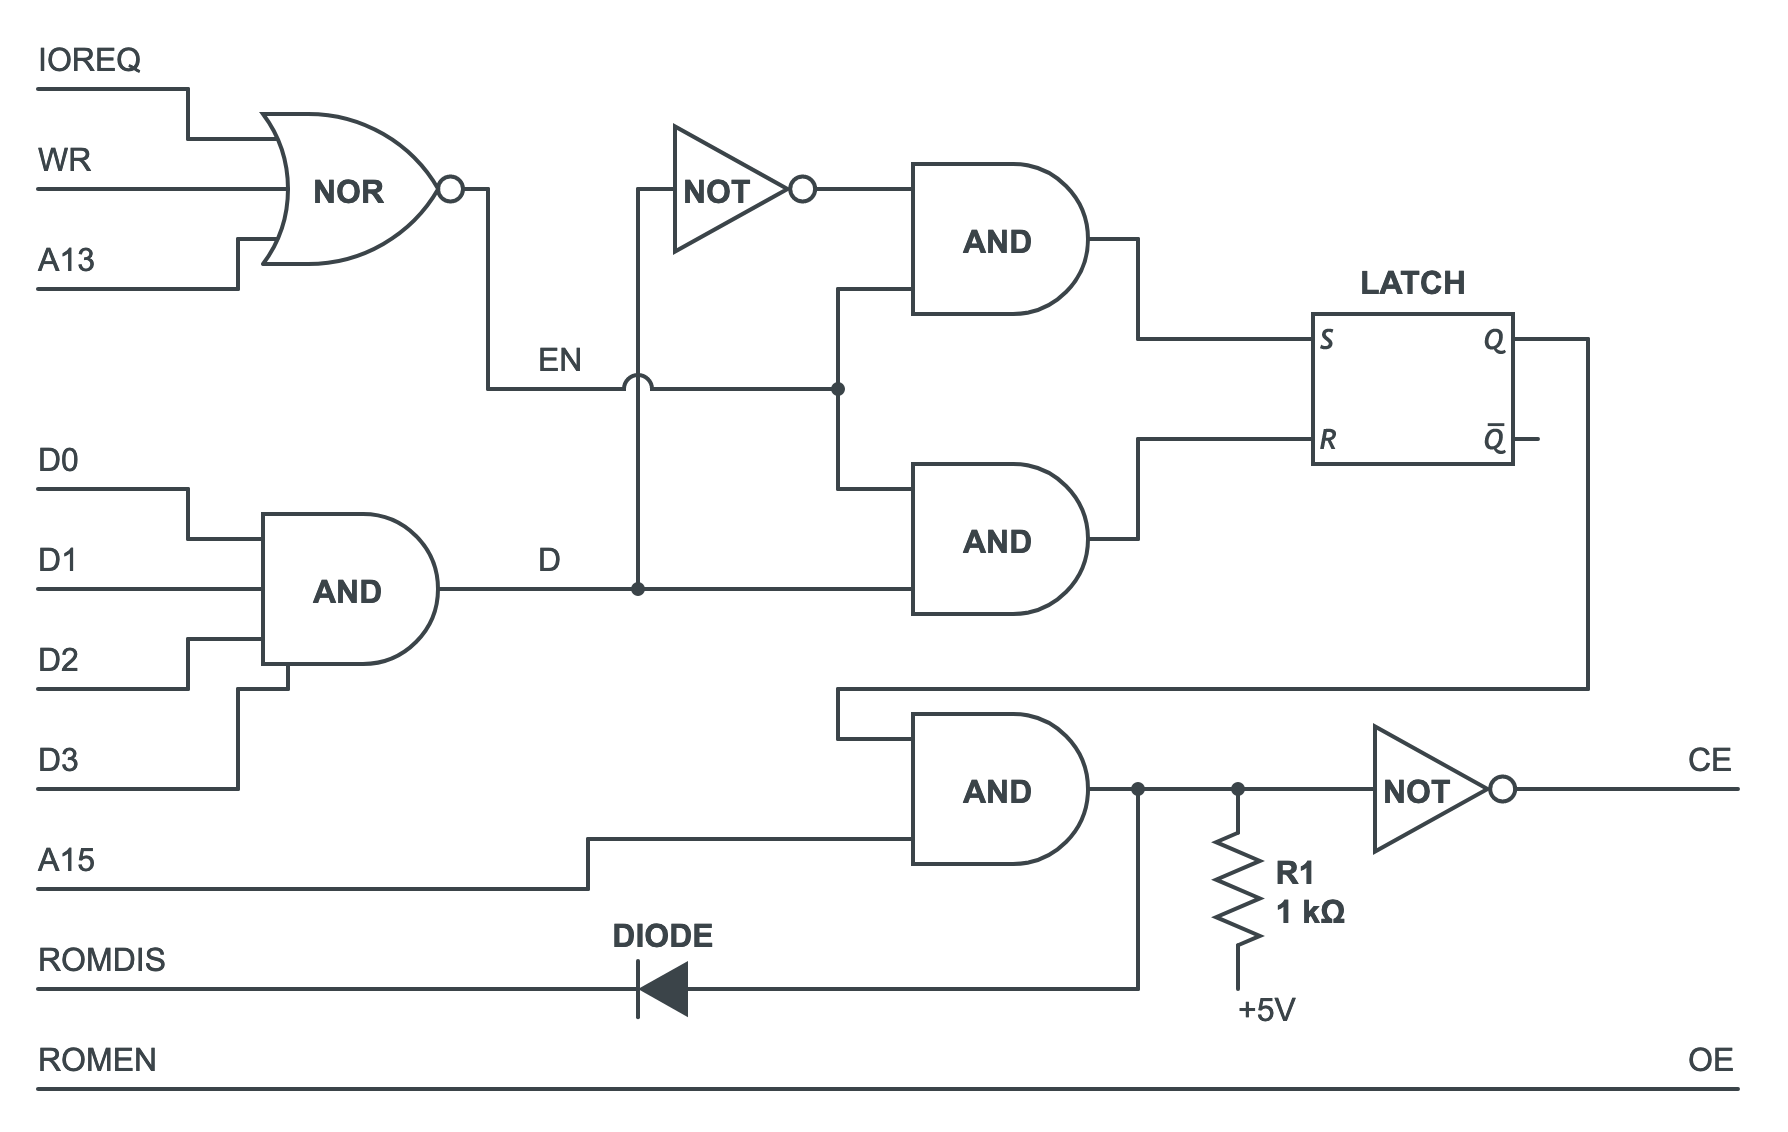 IOREQ
WR
A13
NOR
NOT
AND
LATCH
S
Q
R
Q̅
EN
D0
D1
D2
D3
AND
D
AND
A15
AND
NOT
CE
R1
1 kΩ
+5V
DIODE
ROMDIS
ROMEN
OE